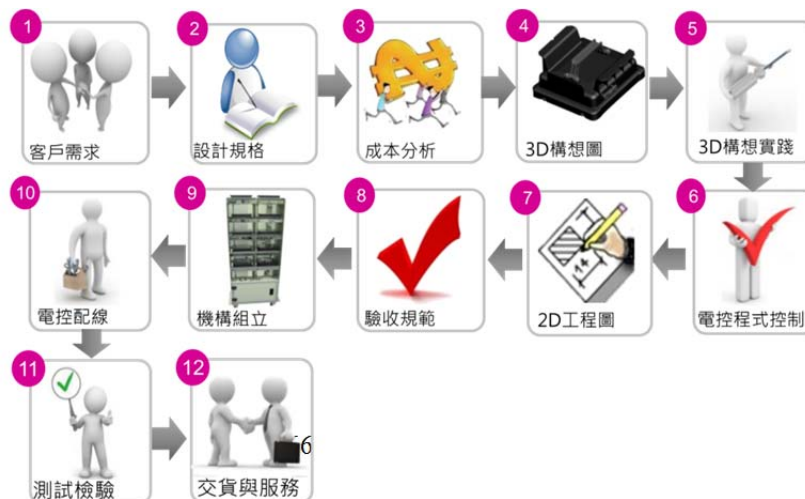 1
客戶需求
2
設計規格
3
成本分析
4
3D構想圖
5
3D構想實踐
6
電控程式控制
7
14
2D工程圖
8
驗收規範
9
機構組立
10
電控配線
11
測試檢驗
12
6
交貨與服務